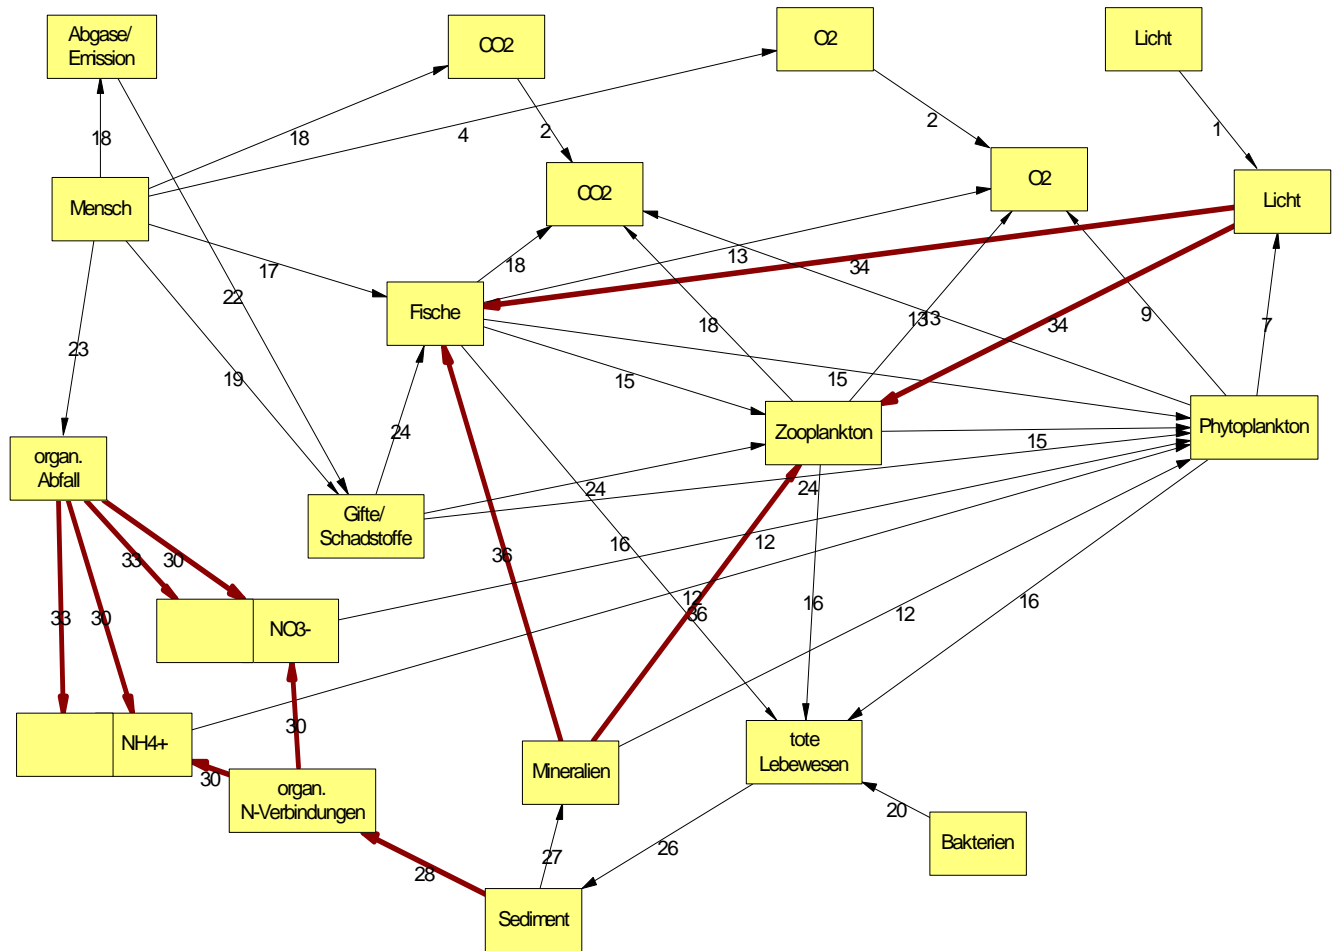 Abgase/
Emission
CO2
O2
Licht
18
18
4
2
2
1
Mensch
CO2
O2
Licht
17
18
13
34
22
Fische
23
19
18
13
13
9
34
7
15
15
24
Zooplankton
Phytoplankton
15
organ.
Abfall
24
24
Gifte/
Schadstoffe
33
30
36
16
12
33
30
12
36
16
12
16
NO3-
NH4+
30
30
organ.
N-Verbindungen
Mineralien
tote
Lebewesen
20
Bakterien
28
27
26
Sediment